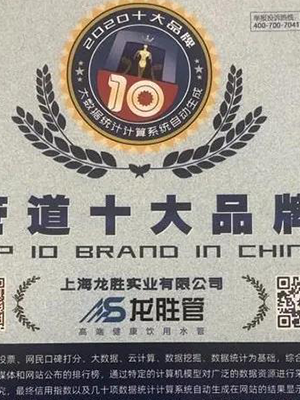 举报投诉热线
400-700-7041
2020十大品牌
10
大数据统计计算系统自动生成
管道十大品牌
P 10 BRAND IN CHIN
上海龙胜实业有限公司
龙胜管
高端健康饮用水管
投票、网民口碑打分、大数据、云计算、数据挖掘、数据统计为基础，综合
媒体和网站公布的排行榜，通过特定的计算机模型对广泛的数据资源进行采
究，最终信用指数以及几十项数据统计计算系统自动生成在网站的结果显